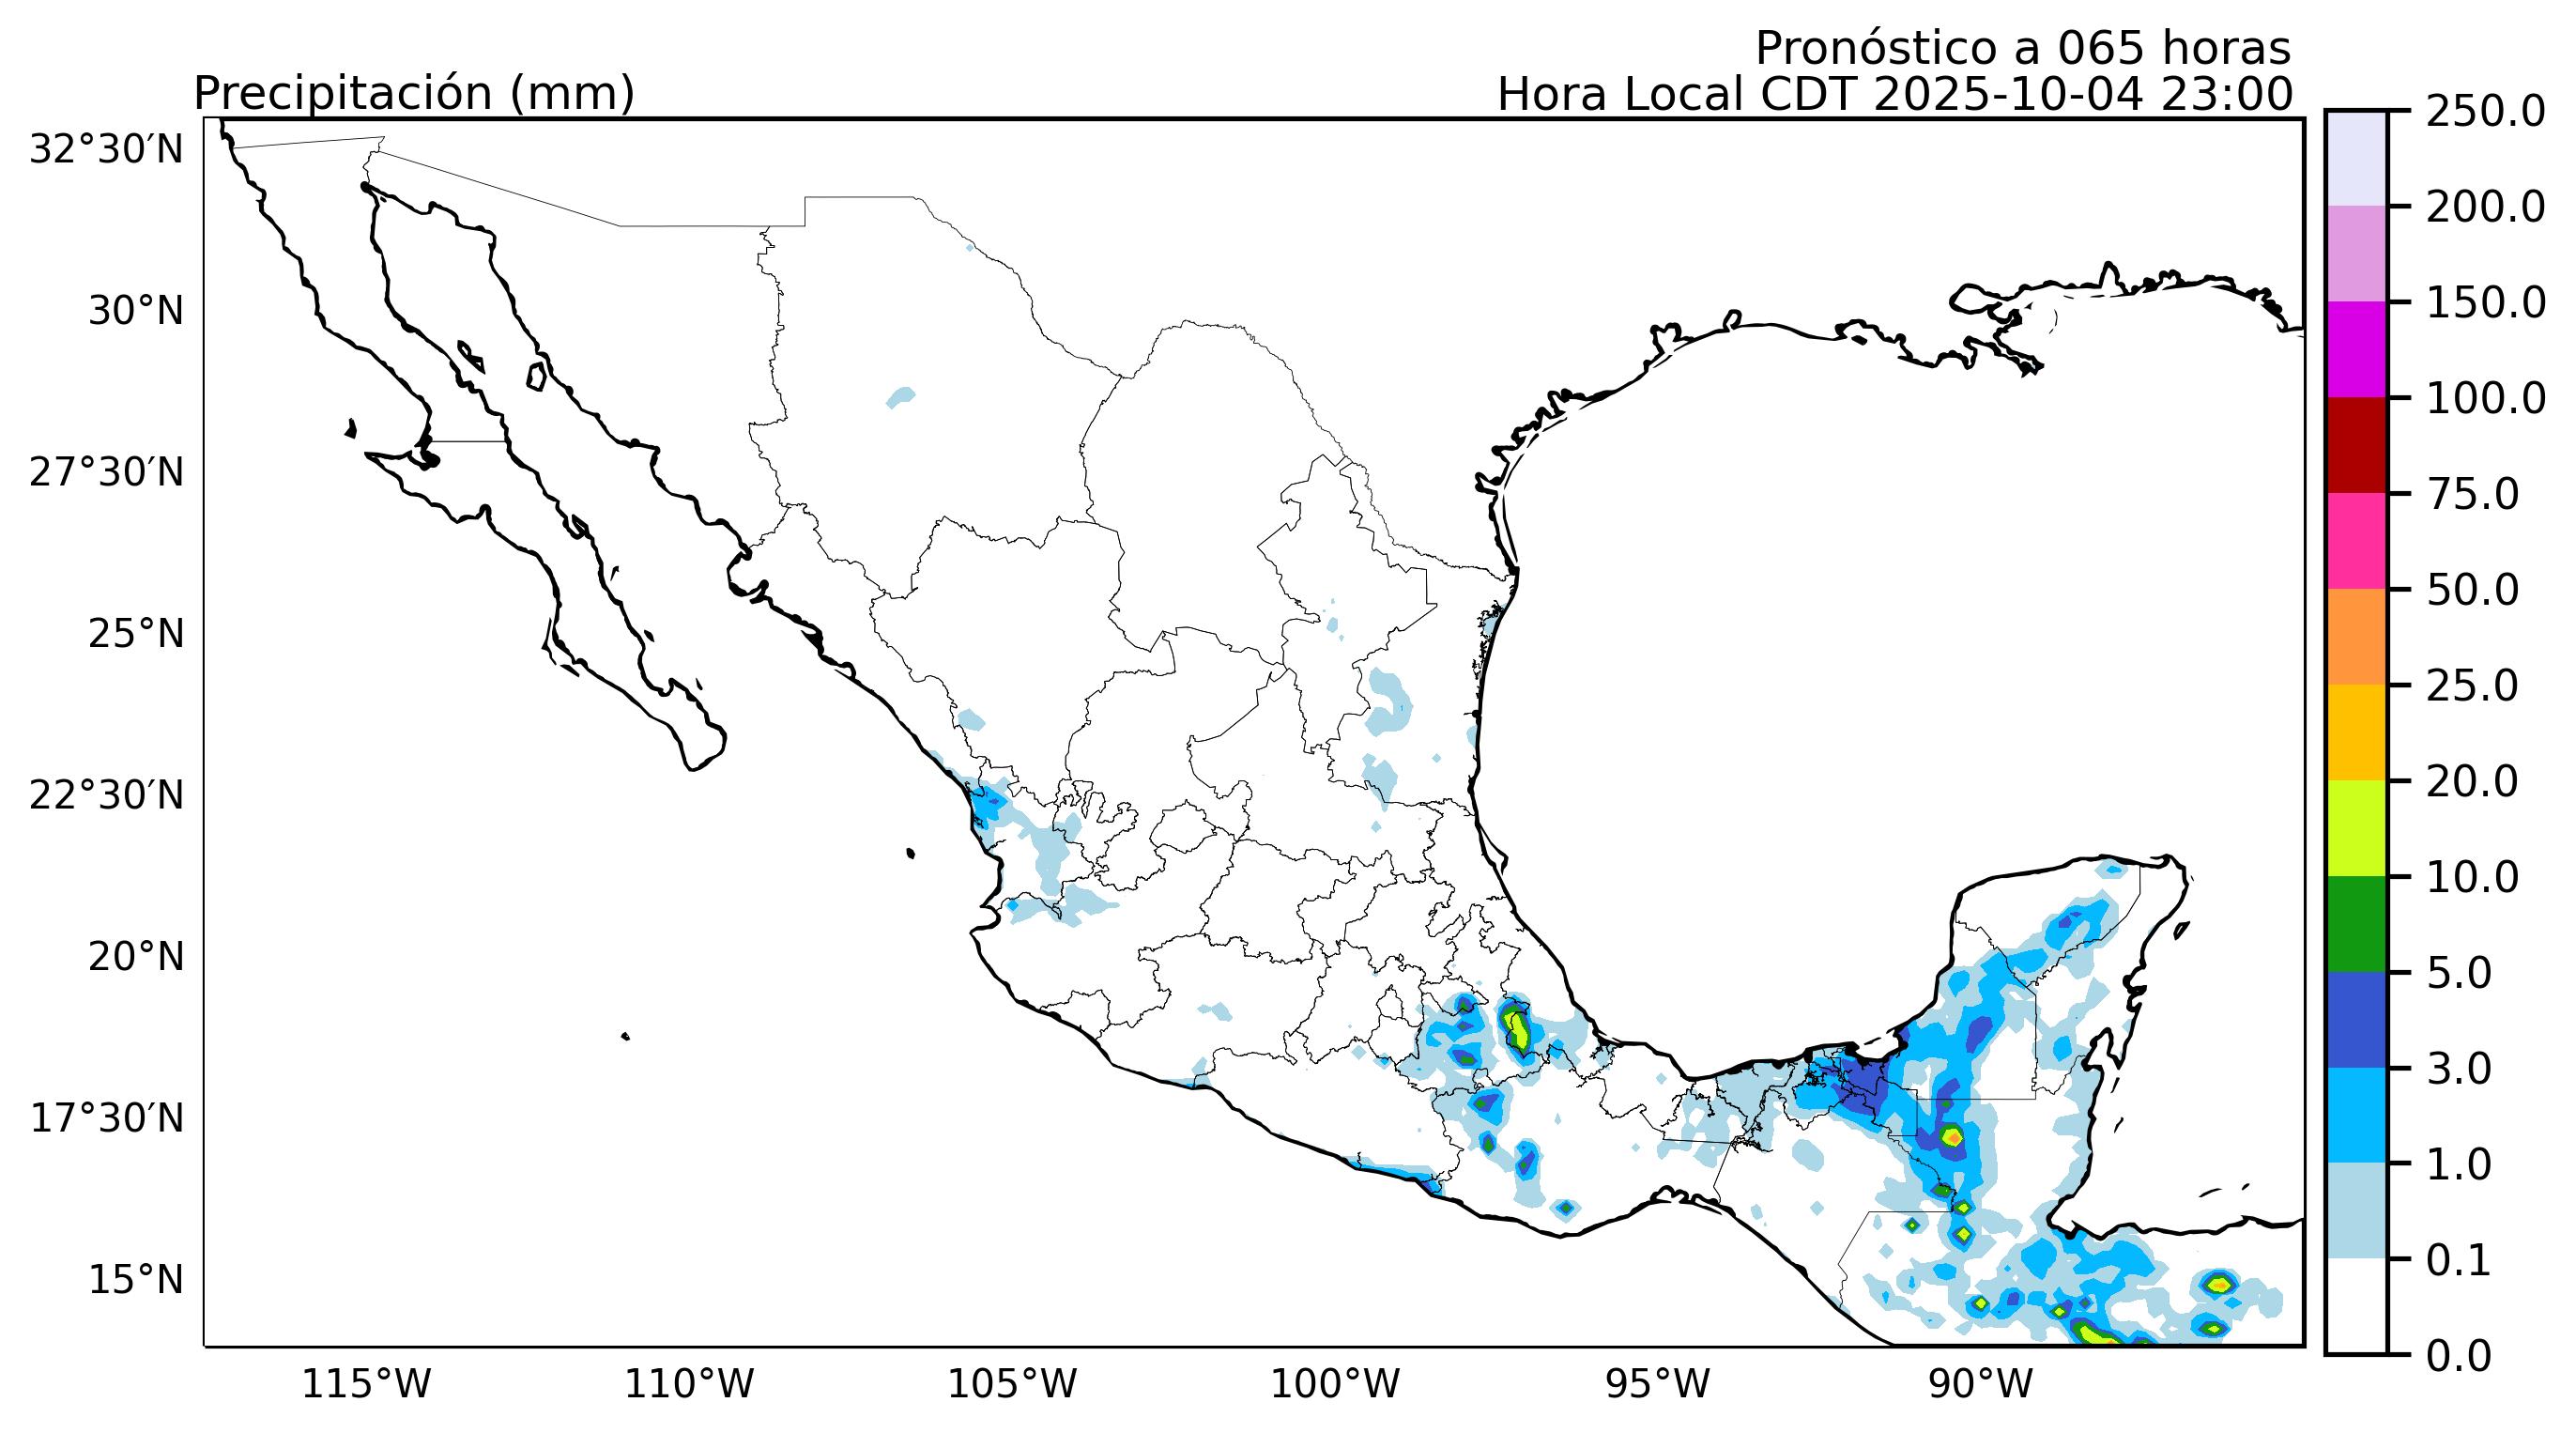 Pronóstico a 065 horas
Precipitación (mm)
Hora Local CDT 2025-10-04 23:00
32°30′N
30°N
27°30′N
25°N
22°30′N
20°N
17°30′N
15°N
115°W
110°W
105°W
100°W
95°W
90°W
250.0
200.0
150.0
100.0
75.0
50.0
25.0
20.0
10.0
5.0
3.0
1.0
0.1
0.0